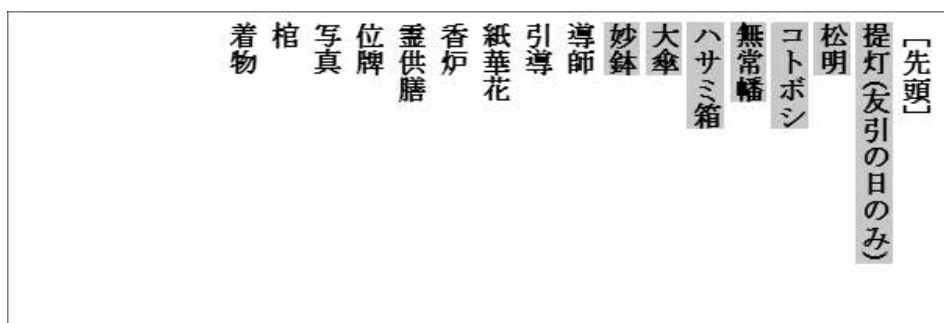 ［先頭］
提灯（友引の日のみ）
松明
コトボシ
無常幡
ハサミ箱
大傘
妙鉢
導師
引導
紙華花
香炉
霊供膳
位牌
写真
棺
着物